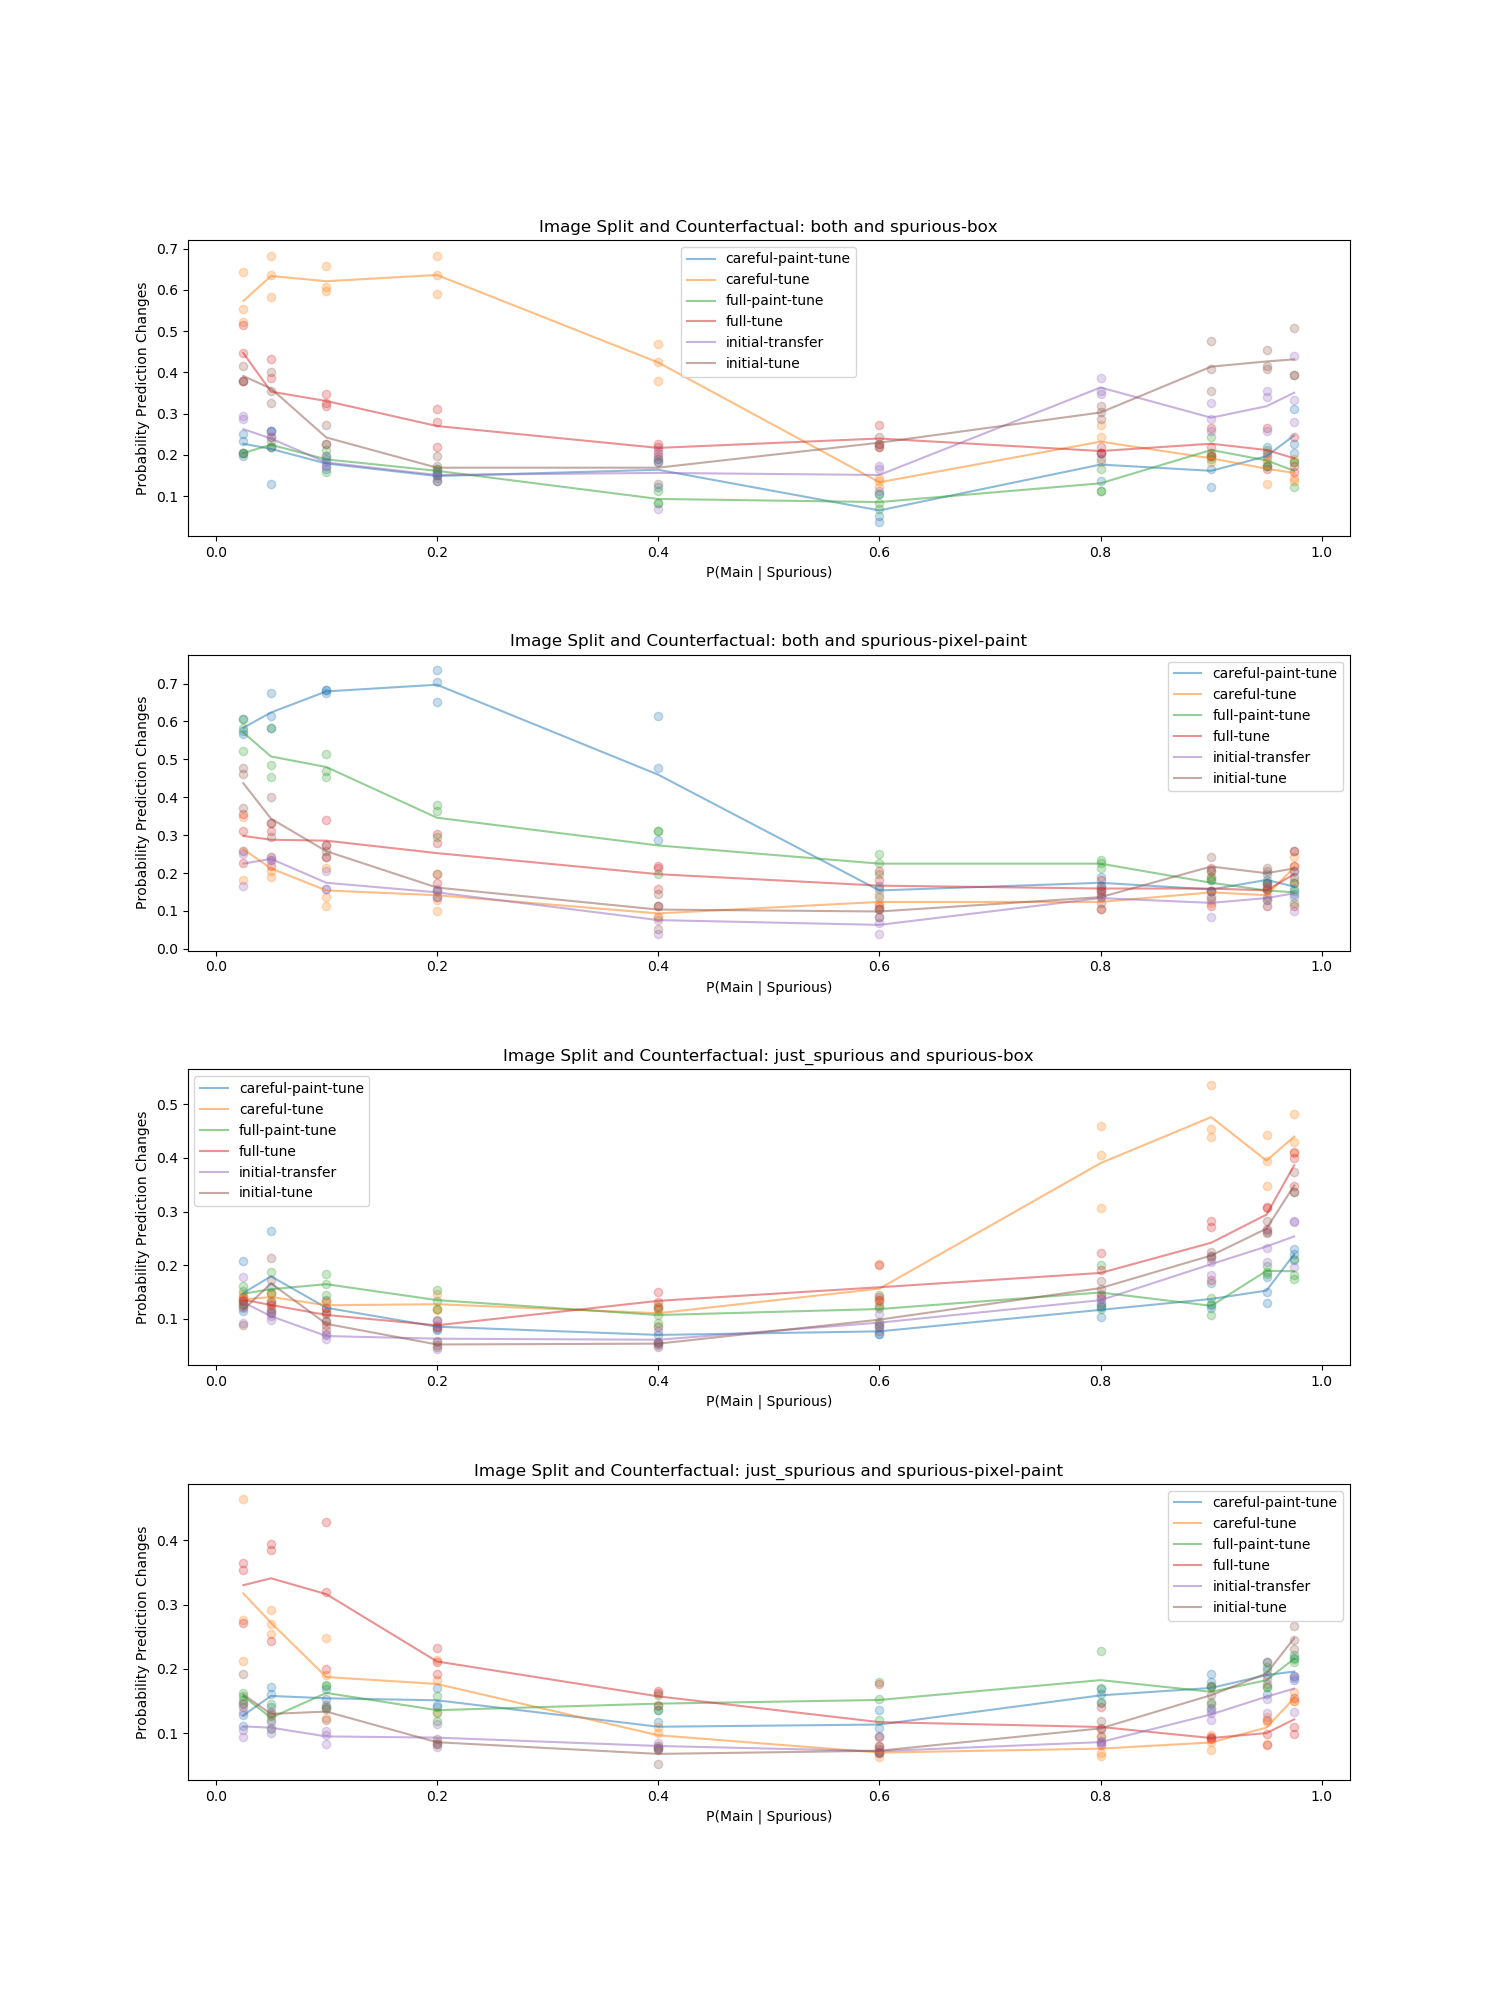 Image Split and Counterfactual: both and spurious-box
Probability Prediction Changes
0.7
0.6
0.5
0.4
0.3
0.2
0.1
careful-paint-tune
careful-tune
full-paint-tune
full-tune
initial-transfer
initial-tune
0.0 0.2 0.4 0.6 0.8 1.0
P(Main | Spurious)
Image Split and Counterfactual: both and spurious-pixel-paint
Probability Prediction Changes
0.7
0.6
0.5
0.4
0.3
0.2
0.1
0.0
careful-paint-tune
careful-tune
full-paint-tune
full-tune
initial-transfer
initial-tune
0.0 0.2 0.4 0.6 0.8 1.0
P(Main | Spurious)
Image Split and Counterfactual: just_spurious and spurious-box
Probability Prediction Changes
0.5
0.4
0.3
0.2
0.1
careful-paint-tune
careful-tune
full-paint-tune
full-tune
initial-transfer
initial-tune
0.0 0.2 0.4 0.6 0.8 1.0
P(Main | Spurious)
Image Split and Counterfactual: just_spurious and spurious-pixel-paint
Probability Prediction Changes
0.4
0.3
0.2
0.1
careful-paint-tune
careful-tune
full-paint-tune
full-tune
initial-transfer
initial-tune
0.0 0.2 0.4 0.6 0.8 1.0
P(Main | Spurious)